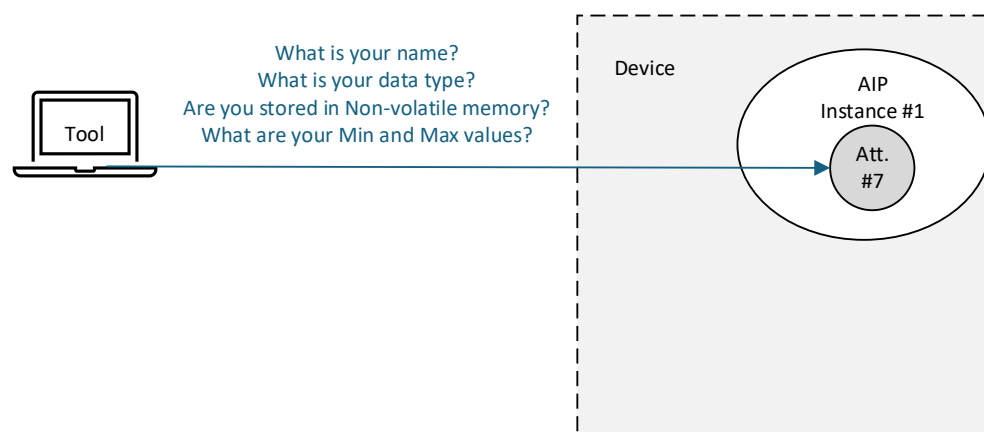 What is your name?
What is your data type?
Are you stored in Non-volatile memory?
What are your Min and Max values?
Tool
Device
AIP
Instance #1
Att.
#7